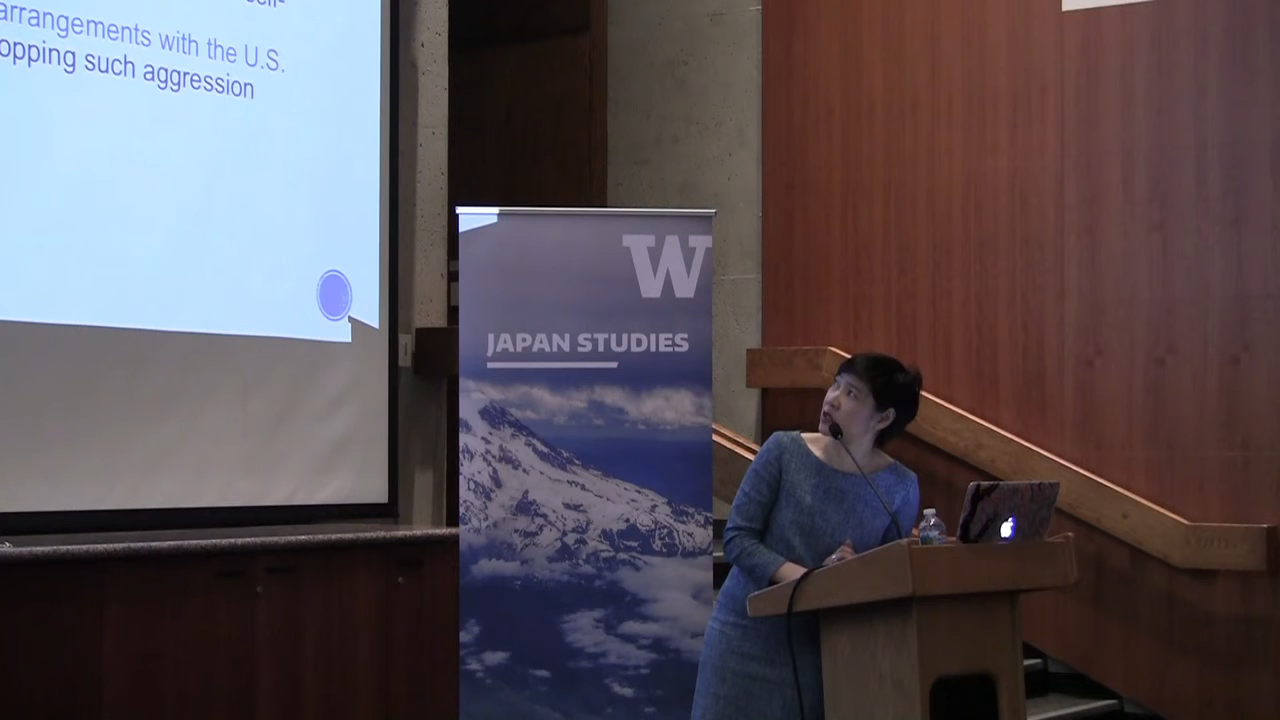 arrangements with the U.S.
opping such aggression
W
JAPAN STUDIES